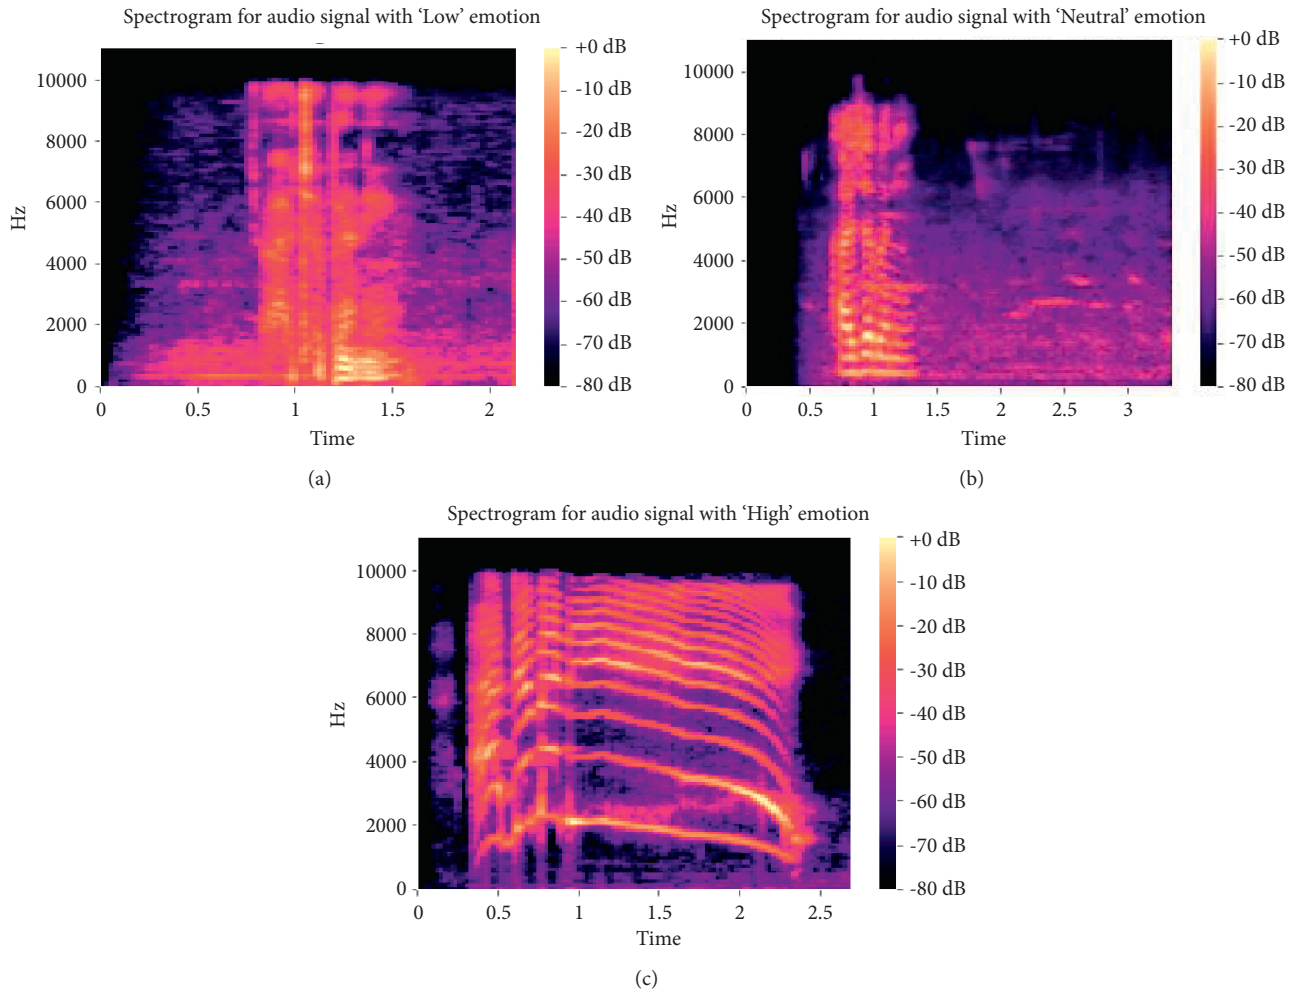 Spectrogram for audio signal with ‘Low’ emotion
10000
8000
6000
4000
2000
0
Hz
0 0.5 1 1.5 2
Time
+0 dB
-10 dB
-20 dB
-30 dB
-40 dB
-50 dB
-60 dB
-70 dB
-80 dB
(a)
Spectrogram for audio signal with ‘Neutral’ emotion
10000
8000
6000
4000
2000
0
Hz
0 0.5 1 1.5 2 2.5 3
Time
+0 dB
-10 dB
-20 dB
-30 dB
-40 dB
-50 dB
-60 dB
-70 dB
-80 dB
(b)
Spectrogram for audio signal with ‘High’ emotion
10000
8000
6000
4000
2000
0
Hz
0 0.5 1 1.5 2 2.5
Time
+0 dB
-10 dB
-20 dB
-30 dB
-40 dB
-50 dB
-60 dB
-70 dB
-80 dB
(c)